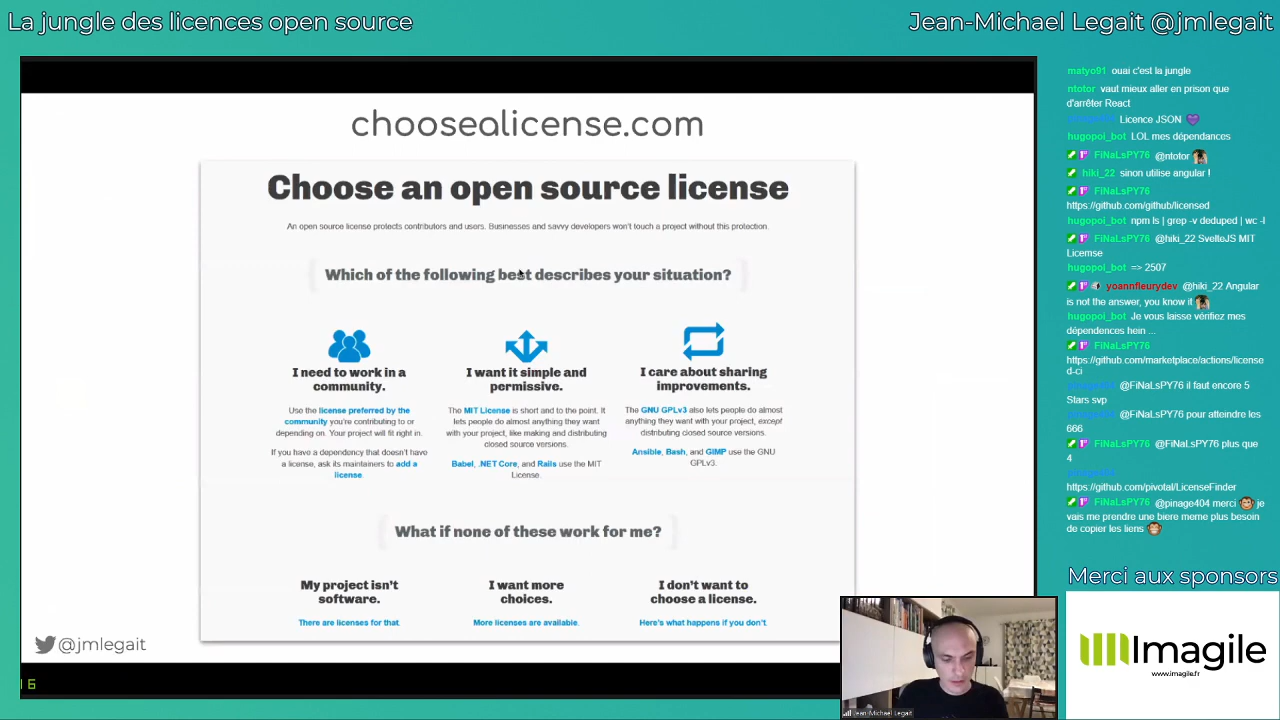 La jungle des licences open source
Jean-Michael Legait @jmlegait
choosealicense.com
Choose an open source license
An open source license protects contributors and users. Businesses and savvy developers won't touch a project without this protection.
Which of the following best describes your situation?
I need to work in a
community.
Use the license preferred by the
community you're contributing to or
depending on. Your project will fit right in.
If you have a dependency that doesn't have
a license, ask its maintainers to add a
license.
I want it simple and
permissive.
The MIT License is short and to the point. It
lets people do almost anything they want
with your project, like making and distributing
closed source versions.
Babel, .NET Core, and Rails use the MIT
License.
I care about sharing
improvements.
The GNU GPLv3 also lets people do almost
anything they want with your project, except
distributing closed source versions.
Ansible, Bash, and GIMP use the GNU
GPLv3.
What if none of these work for me?
My project isn't
software.
There are licenses for that.
I want more
choices.
More licenses are available.
I don't want to
choose a license.
Here's what happens if you don't.
@jmlegait
Jean-Michael Legait
matyo91 ouai c'est la jungle
ntotor vaut mieux aller en prison que
d'arrêter React
Licence JSON
hugopoi_bot LOL mes dépendances
FiNaLsPY76 @ntotor
hiki_22 sinon utilise angular !
FiNaLsPY76
https://github.com/github/licensed
hugopoi_bot npm ls | grep -v deduped | wc -l
FiNaLsPY76 @hiki_22 SvelteJS MIT
Licemse
hugopoi_bot => 2507
yoannfleurydev @hiki_22 Angular
is not the answer, you know it
hugopoi_bot Je vous laisse vérifiez mes
dépendences hein ...
FiNaLsPY76
https://github.com/marketplace/actions/license
d-ci
@FiNaLsPY76 il faut encore 5
Stars svp
@FiNaLsPY76 pour atteindre les
666
FiNaLsPY76 @FiNaLsPY76 plus que
4
https://github.com/pivotal/LicenseFinder
FiNaLsPY76 @pinage404 merci je
vais me prendre une biere meme plus besoin
de copier les liens
Merci aux sponsors
Imagile
www.imagile.fr